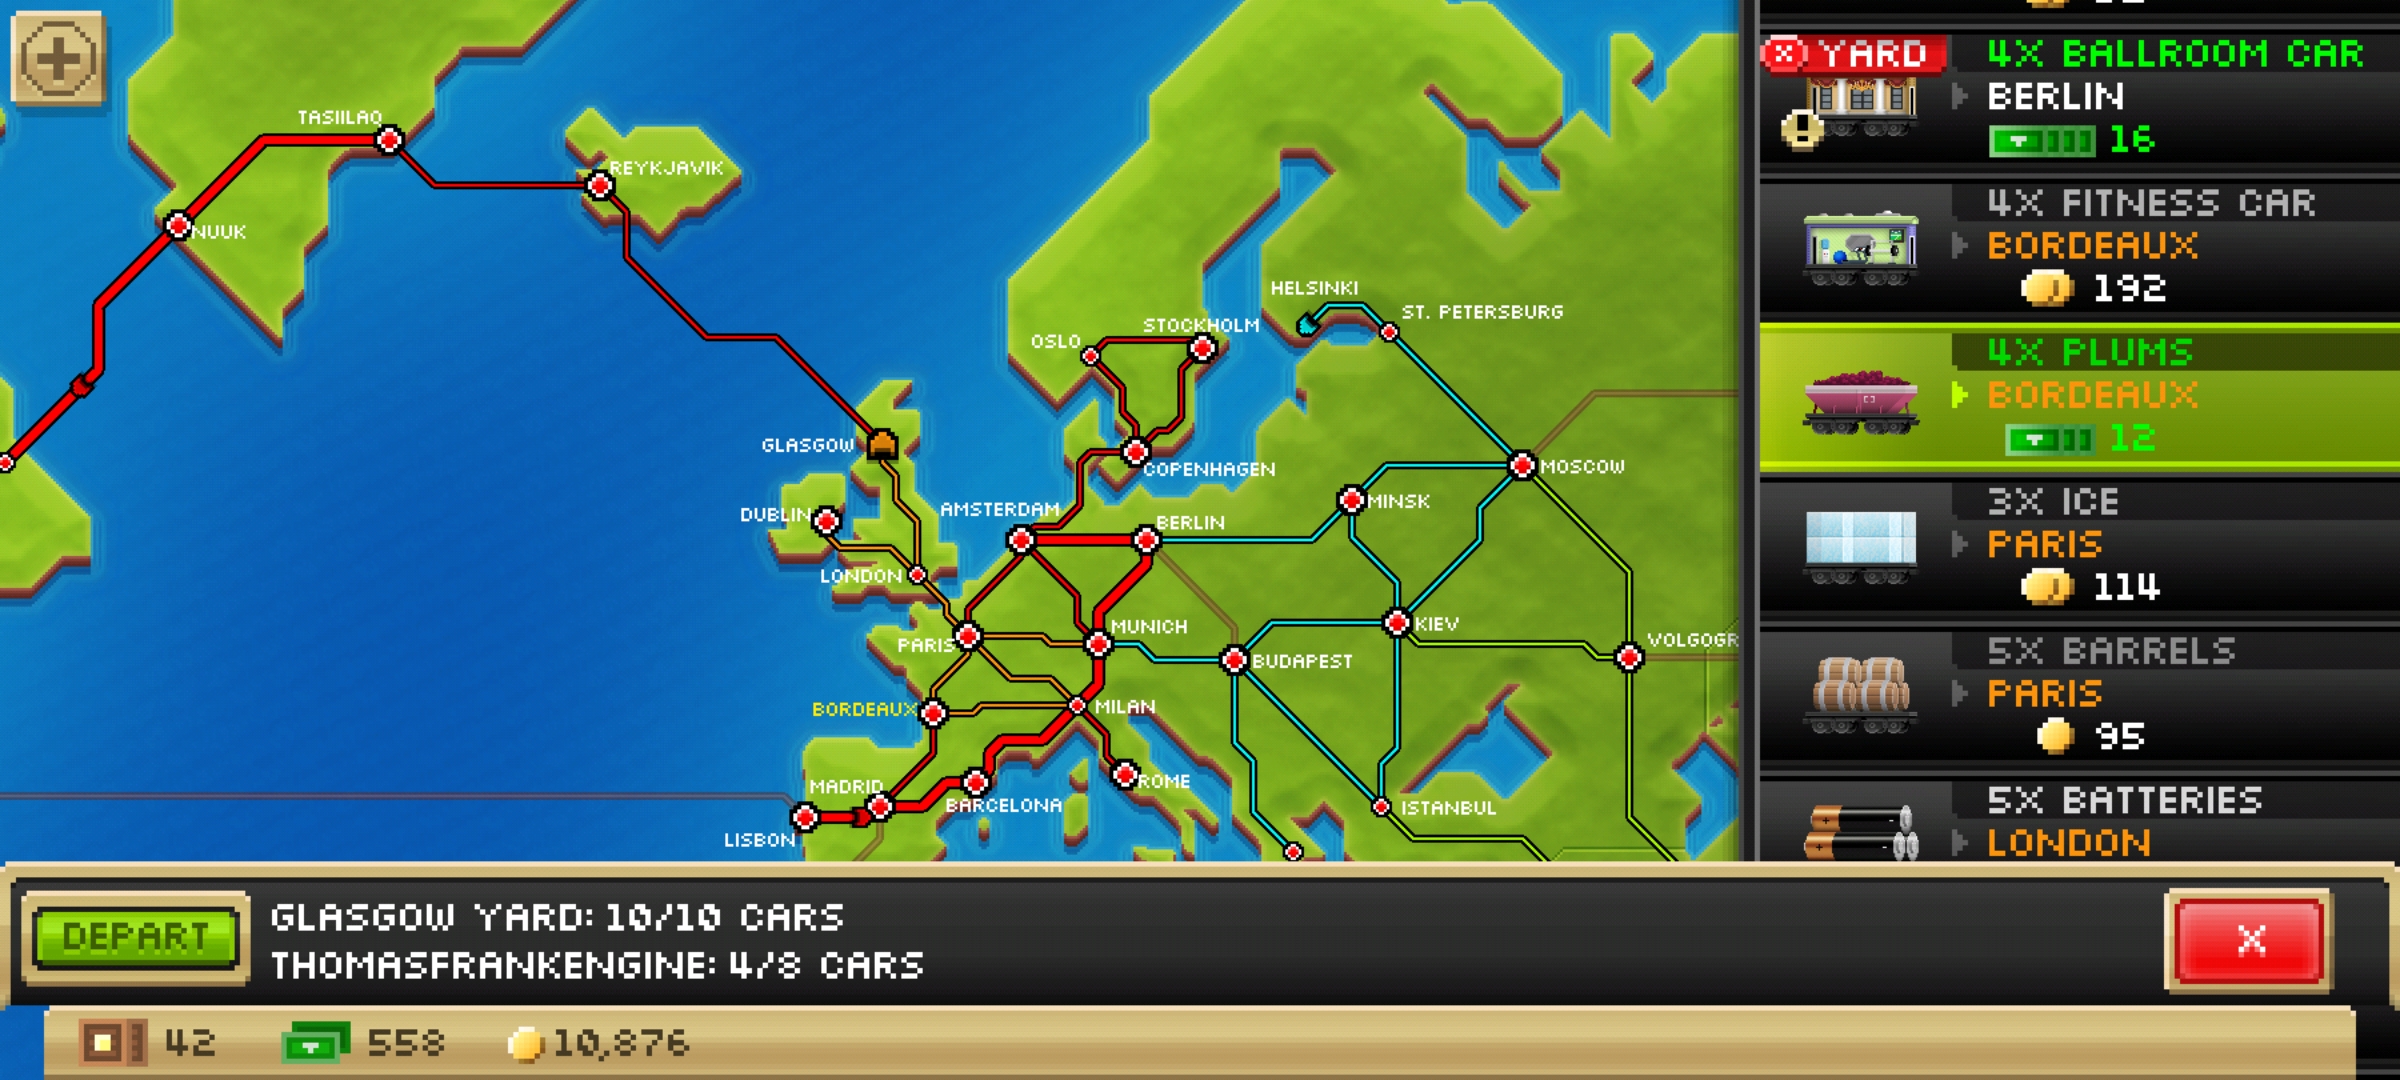 TASIILAQ
REYKJAVIK
NUUK
HELSINKI
ST. PETERSBURG
STOCKHOLM
OSLO
GLASGOW
COPENHAGEN
MOSCOW
MINSK
DUBLIN
AMSTERDAM
BERLIN
LONDON
MUNICH
KIEV
PARIS
BUDAPEST
VOLGOGR
BORDEAUX
MILAN
MADRID
ROME
BARCELONA
ISTANBUL
LISBON
X YARD
4X BALLROOM CAR
BERLIN
16
4X FITNESS CAR
BORDEAUX
192
4X PLUMS
BORDEAUX
12
3X ICE
PARIS
114
5X BARRELS
PARIS
95
5X BATTERIES
LONDON
DEPART
GLASGOW YARD: 10/10 CARS
THOMASFRANKENGINE: 4/8 CARS
X
42
558
10,876